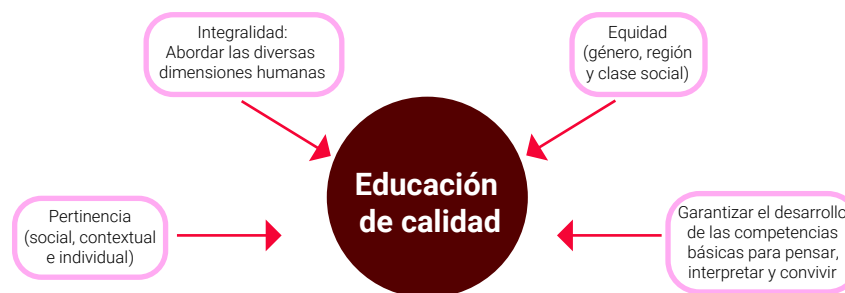 Integralidad:
Abordar las diversas
dimensiones humanas
Equidad
(género, región
y clase social)
Educación
de calidad
Pertinencia
(social, contextual
e individual)
Garantizar el desarrollo
de las competencias
básicas para pensar,
interpretar y convivir